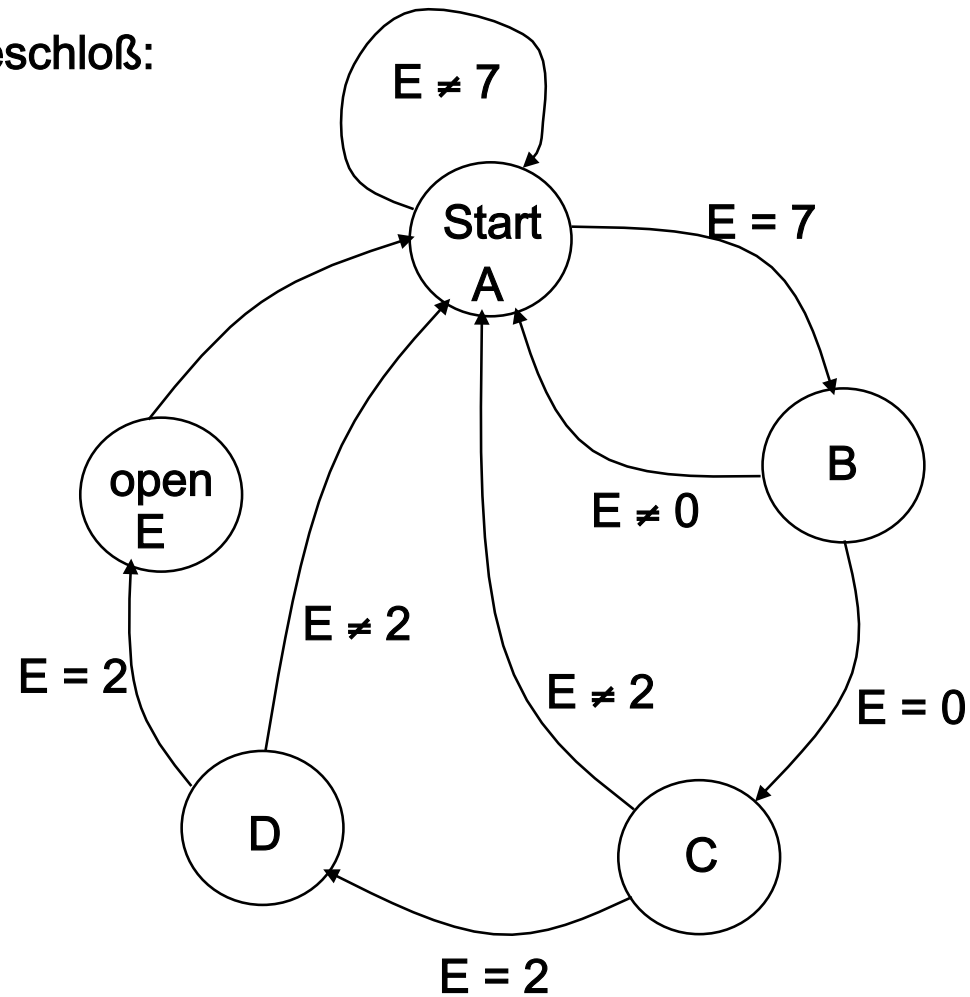 eschloß:
E ≠ 7
Start
A
E = 7
B
E ≠ 0
open
E
E ≠ 2
E = 2
E ≠ 2
E = 0
D
C
E = 2